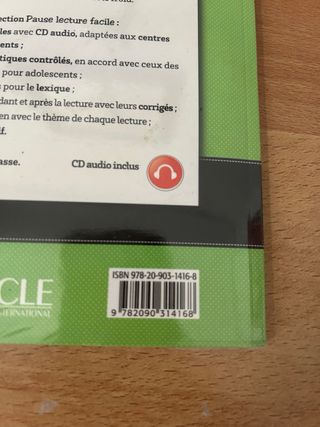 ection Pause lecture facile :
les avec CD audio, adaptées aux centres
ents ;
tiques contrôlés, en accord avec ceux des
pour adolescents ;
s pour le lexique ;
dant et après la lecture avec leurs corrigés ;
en avec le thème de chaque lecture ;
if.
asse.
CD audio inclus
ISBN 978-20-903-1416-8
9 782090 314168
CLE
INTERNATIONAL